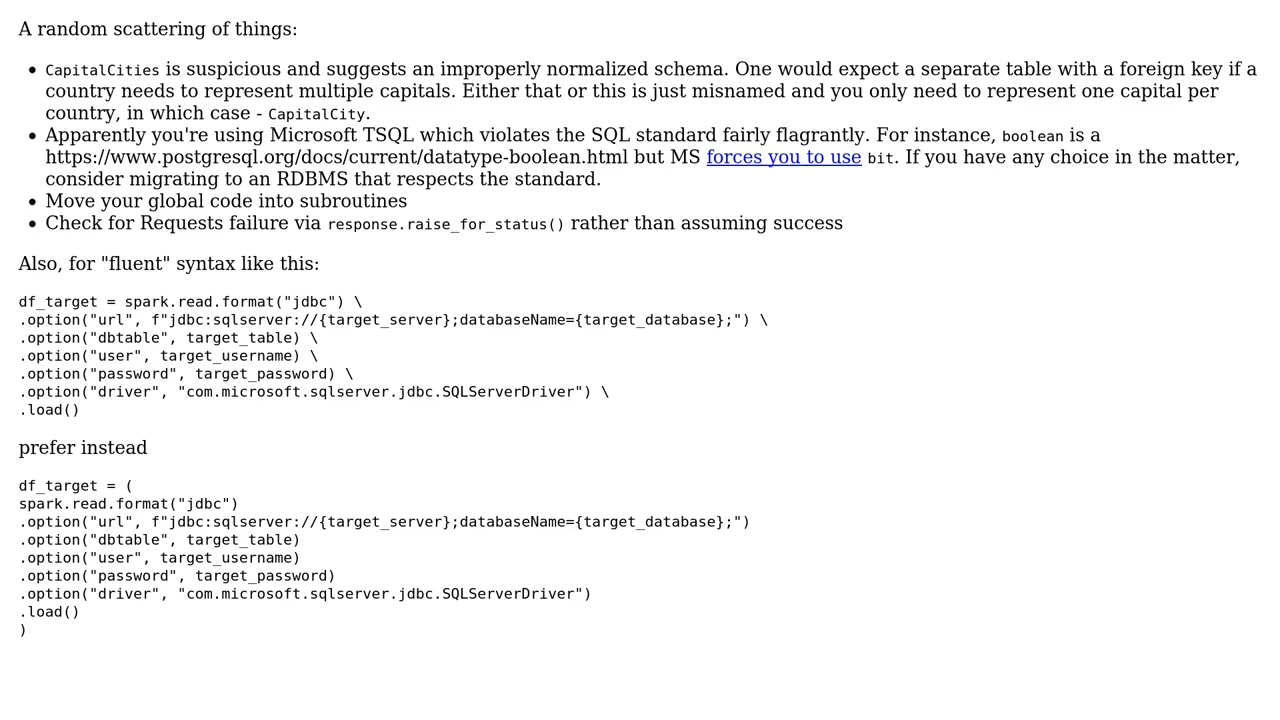 A random scattering of things:
• CapitalCities is suspicious and suggests an improperly normalized schema. One would expect a separate table with a foreign key if a
country needs to represent multiple capitals. Either that or this is just misnamed and you only need to represent one capital per
country, in which case - CapitalCity.
• Apparently you're using Microsoft TSQL which violates the SQL standard fairly flagrantly. For instance, boolean is a
https://www.postgresql.org/docs/current/datatype-boolean.html but MS forces you to use bit. If you have any choice in the matter,
consider migrating to an RDBMS that respects the standard.
• Move your global code into subroutines
• Check for Requests failure via response.raise_for_status() rather than assuming success
Also, for "fluent" syntax like this:
df_target = spark.read.format("jdbc") \
.option("url", f"jdbc:sqlserver://{target_server};databaseName={target_database};") \
.option("dbtable", target_table) \
.option("user", target_username) \
.option("password", target_password) \
.option("driver", "com.microsoft.sqlserver.jdbc.SQLServerDriver") \
.load()
prefer instead
df_target = (
spark.read.format("jdbc")
.option("url", f"jdbc:sqlserver://{target_server};databaseName={target_database};")
.option("dbtable", target_table)
.option("user", target_username)
.option("password", target_password)
.option("driver", "com.microsoft.sqlserver.jdbc.SQLServerDriver")
.load()
)